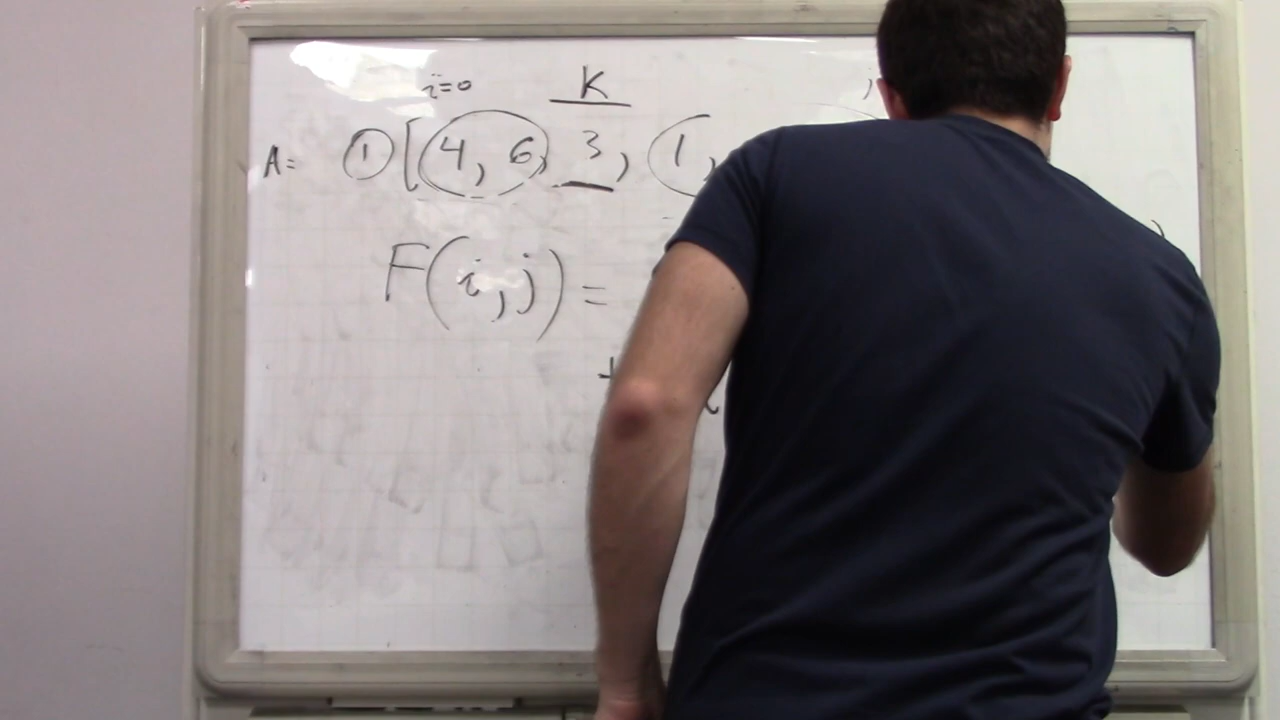 i=0 K
A= 1 [4, 6, 3, 1,
F(i,j) =
+